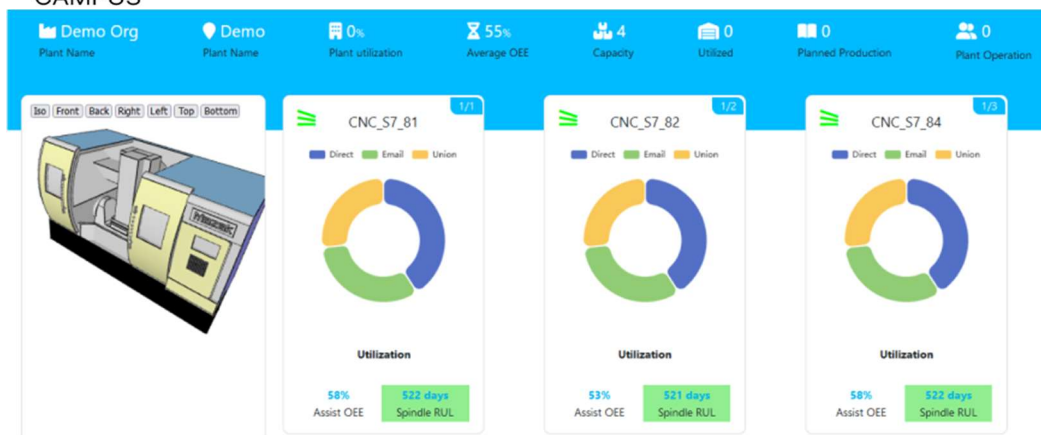 CAMPUS
Demo Org Demo 0% 55% 4 0 0 0
Plant Name Plant Name Plant utilization Average OEE Capacity Utilized Planned Production Plant Operation
Iso Front Back Right Left Top Bottom
1/1
CNC_S7_81
Direct Email Union
Utilization
58% 522 days
Assist OEE Spindle RUL
1/2
CNC_S7_82
Direct Email Union
Utilization
53% 521 days
Assist OEE Spindle RUL
1/3
CNC_S7_84
Direct Email Union
Utilization
58% 522 days
Assist OEE Spindle RUL